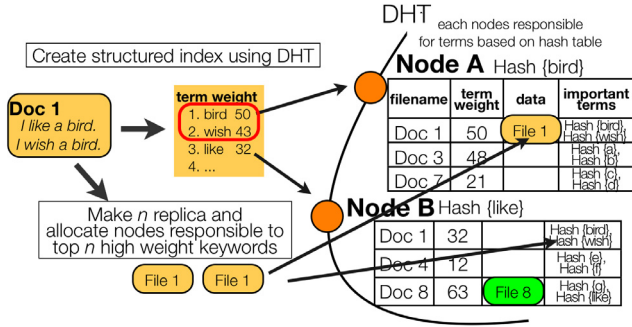 DHT
each nodes responsible
for terms based on hash table
Create structured index using DHT
Node A Hash {bird}
filename term weight data important terms
Doc 1 50 File 1 Hash {bird}, Hash {wish}
Doc 3 48 Hash {a}, Hash {b}
Doc 7 21 Hash {c}, Hash {d}
Doc 1
I like a bird.
I wish a bird.
term weight
1. bird 50
2. wish 43
3. like 32
4. ...
Make n replica and
allocate nodes responsible to
top n high weight keywords
File 1 File 1
Node B Hash {like}
Doc 1 32 Hash {bird}, Hash {wish}
Doc 4 12 Hash {e}, Hash {f}
Doc 8 63 File 8 Hash {g}, Hash {like}